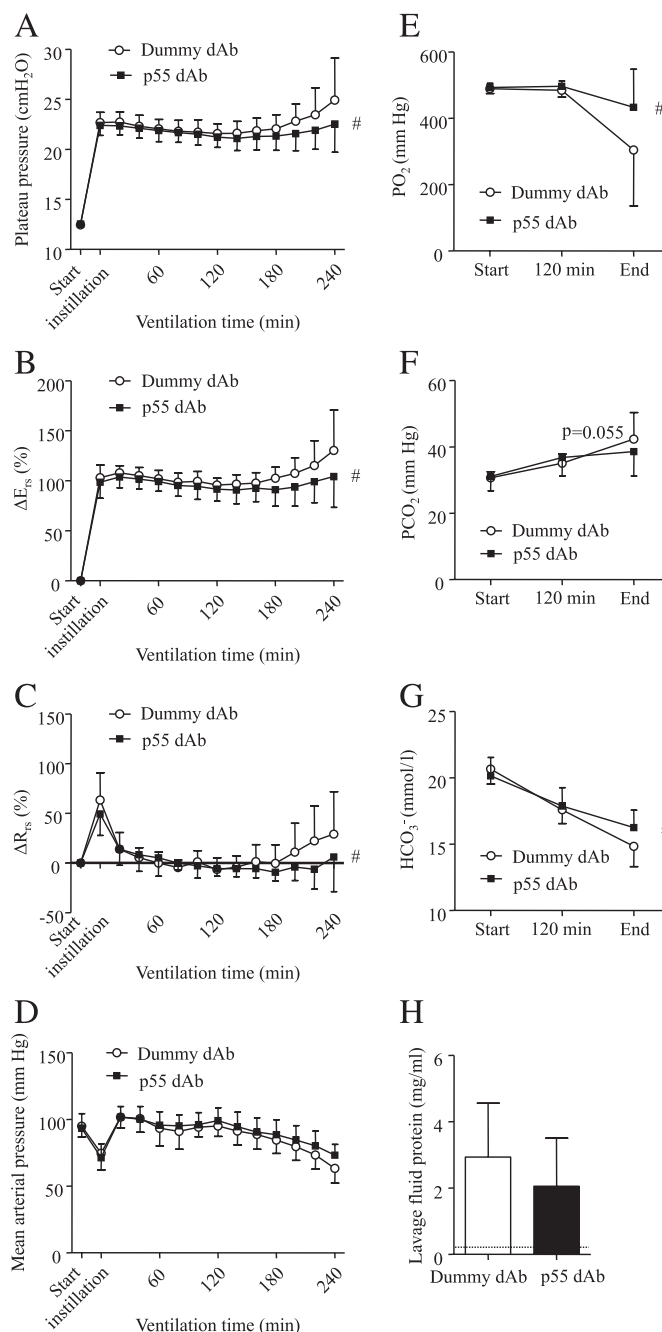 A
Dummy dAb
p55 dAb
30
25
20
15
10
Plateau pressure (cmH₂O)
#
Start
instillation
60
120
180
240
Ventilation time (min)
B
Dummy dAb
p55 dAb
200
150
100
50
0
ΔErs (%)
#
Start
instillation
60
120
180
240
Ventilation time (min)
C
Dummy dAb
p55 dAb
150
100
50
0
-50
ΔRrs (%)
#
Start
instillation
60
120
180
240
Ventilation time (min)
D
Dummy dAb
p55 dAb
150
100
50
0
Mean arterial pressure (mm Hg)
Start
instillation
60
120
180
240
Ventilation time (min)
E
600
400
200
0
PO₂ (mm Hg)
#
Dummy dAb
p55 dAb
Start
120 min
End
F
60
40
20
0
PCO₂ (mm Hg)
p=0.055
Dummy dAb
p55 dAb
Start
120 min
End
G
25
20
15
10
HCO₃⁻ (mmol/l)
Dummy dAb
p55 dAb
Start
120 min
End
H
6
4
2
0
Lavage fluid protein (mg/ml)
Dummy dAb
p55 dAb